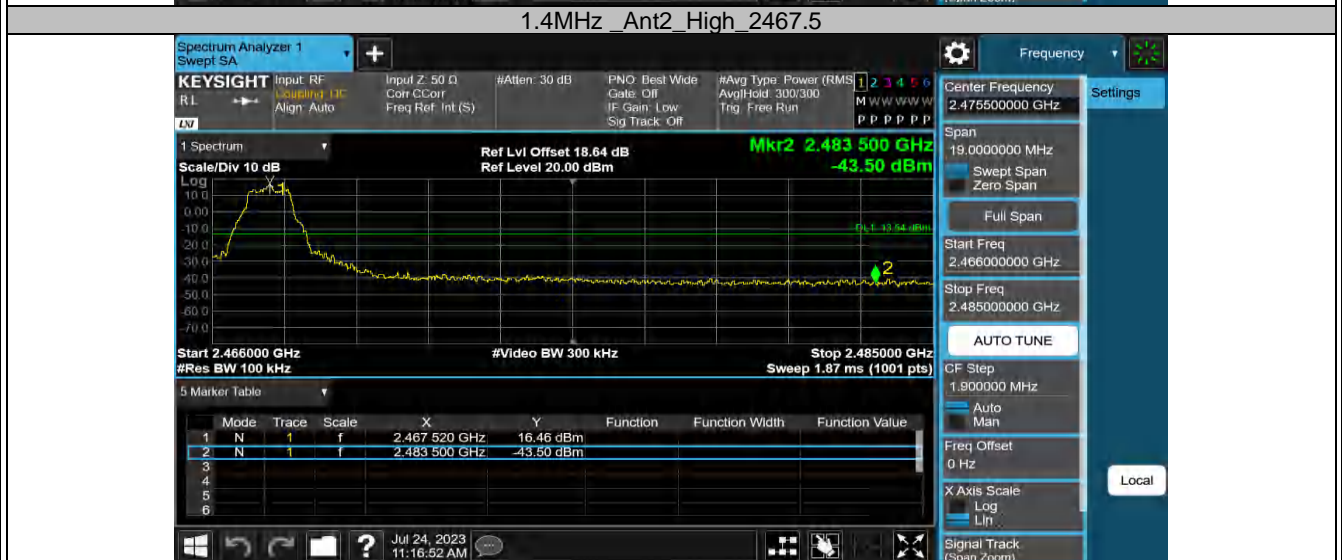 1.4MHz _Ant2_High_2467.5
Spectrum Analyzer 1
Swept SA
+
Frequency
KEYSIGHT
RL
LXI
Input: RF
Coupling: DC
Align: Auto
Input Z: 50 Ω
Corr CCorr
Freq Ref: Int (S)
#Atten: 30 dB
PNO: Best Wide
Gate: Off
IF Gain: Low
Sig Track: Off
#Avg Type: Power (RMS
Avg|Hold: 300/300
Trig: Free Run
1 2 3 4 5 6
M W W W W W
P P P P P P
Center Frequency
2.475500000 GHz
Settings
Span
19.0000000 MHz
Swept Span
Zero Span
Full Span
Start Freq
2.466000000 GHz
Stop Freq
2.485000000 GHz
AUTO TUNE
CF Step
1.900000 MHz
Auto
Man
Freq Offset
0 Hz
X Axis Scale
Log
Lin
Signal Track
(Span Zoom)
Local
1 Spectrum
Scale/Div 10 dB
Ref Lvl Offset 18.64 dB
Ref Level 20.00 dBm
Mkr2 2.483 500 GHz
-43.50 dBm
Log
10.0
0.00
-10.0
-20.0
-30.0
-40.0
-50.0
-60.0
-70.0
1
DL1 -13.54 dBm
2
Start 2.466000 GHz
#Res BW 100 kHz
#Video BW 300 kHz
Stop 2.485000 GHz
Sweep 1.87 ms (1001 pts)
5 Marker Table
Mode Trace Scale X Y Function Function Width Function Value
1 N 1 f 2.467 520 GHz 16.46 dBm
2 N 1 f 2.483 500 GHz -43.50 dBm
3
4
5
6
?
Jul 24, 2023
11:16:52 AM